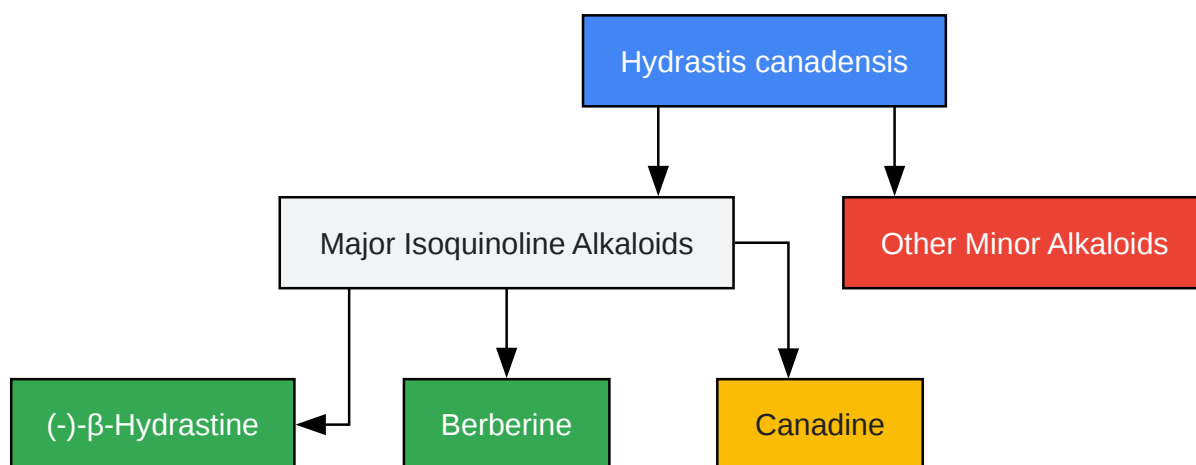 Hydrastis canadensis
Major Isoquinoline Alkaloids
Other Minor Alkaloids
(-)-β-Hydrastine
Berberine
Canadine